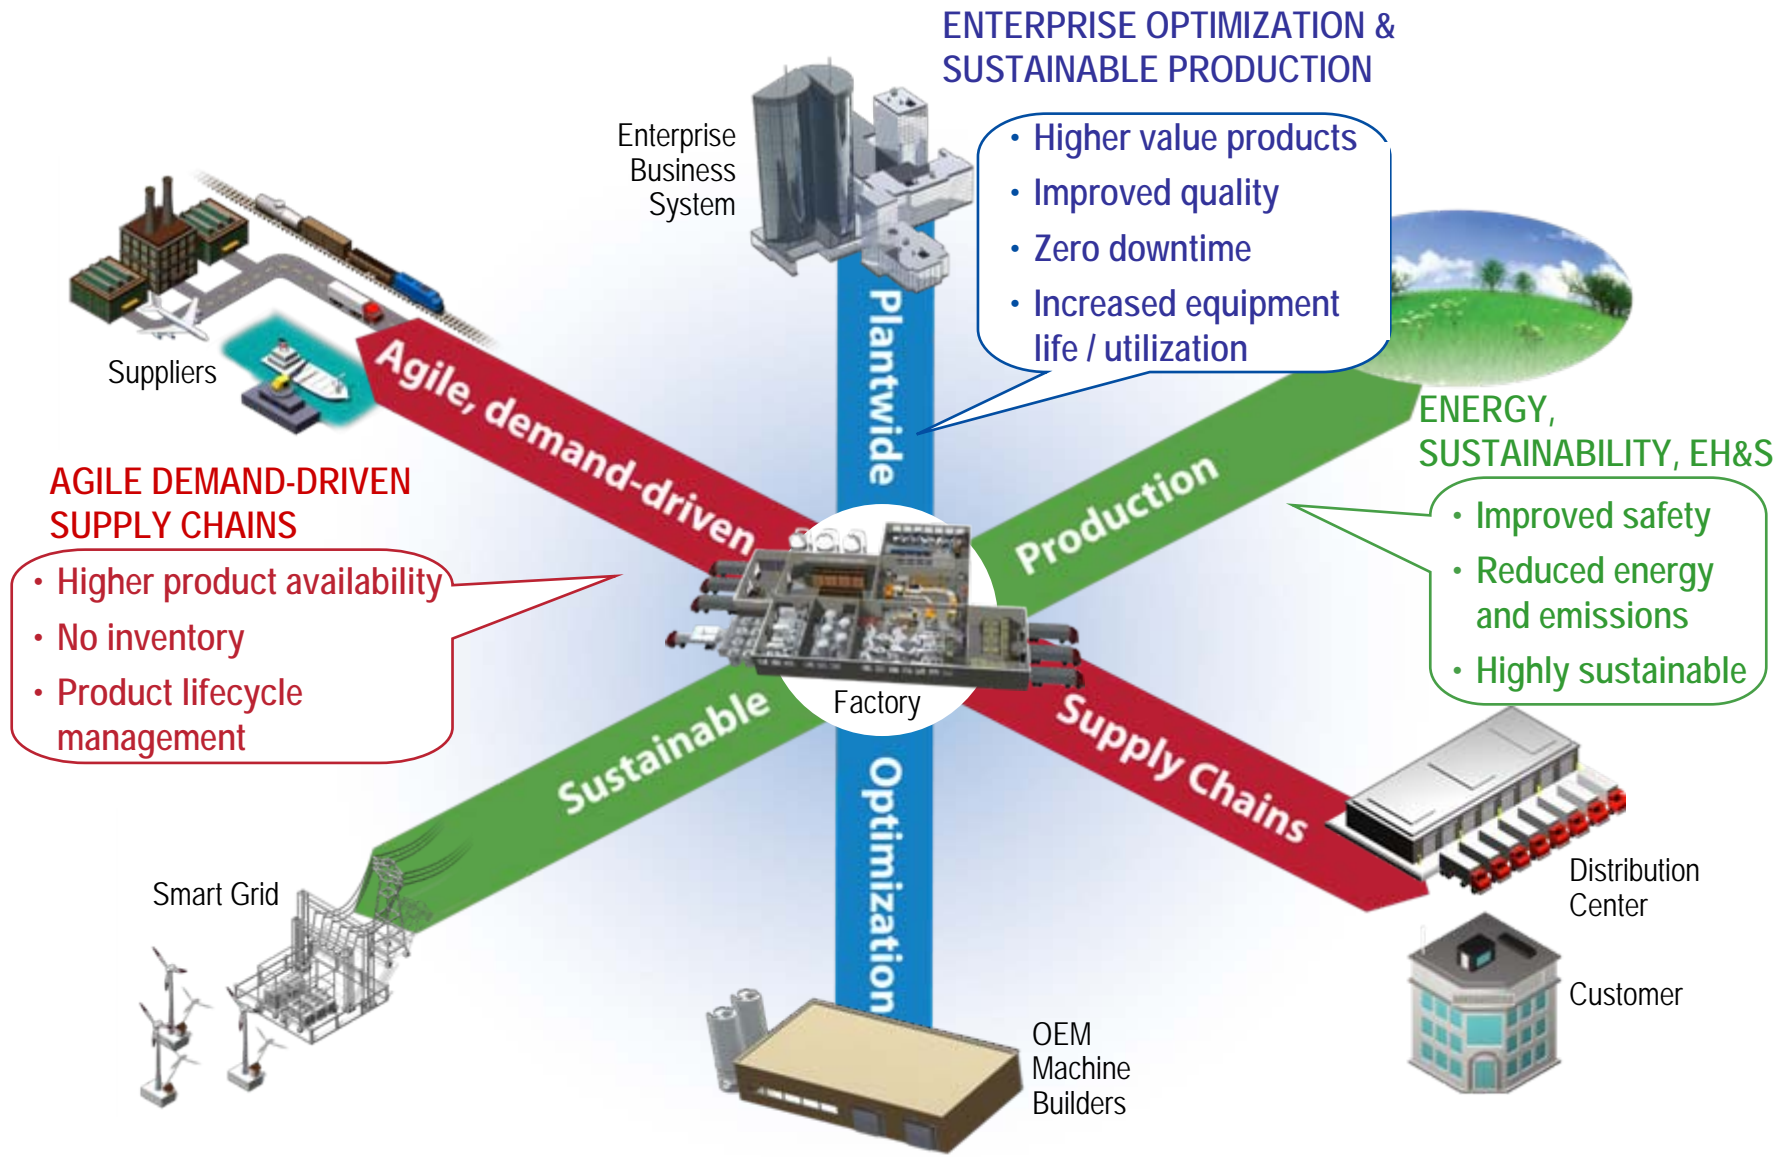 ENTERPRISE OPTIMIZATION &
SUSTAINABLE PRODUCTION
• Higher value products
• Improved quality
• Zero downtime
• Increased equipment
life / utilization
Enterprise
Business
System
Suppliers
Plantwide
Agile, demand-driven
Production
ENERGY,
SUSTAINABILITY, EH&S
• Improved safety
• Reduced energy
and emissions
• Highly sustainable
AGILE DEMAND-DRIVEN
SUPPLY CHAINS
• Higher product availability
• No inventory
• Product lifecycle
management
Factory
Sustainable
Supply Chains
Optimization
Smart Grid
Distribution
Center
Customer
OEM
Machine
Builders